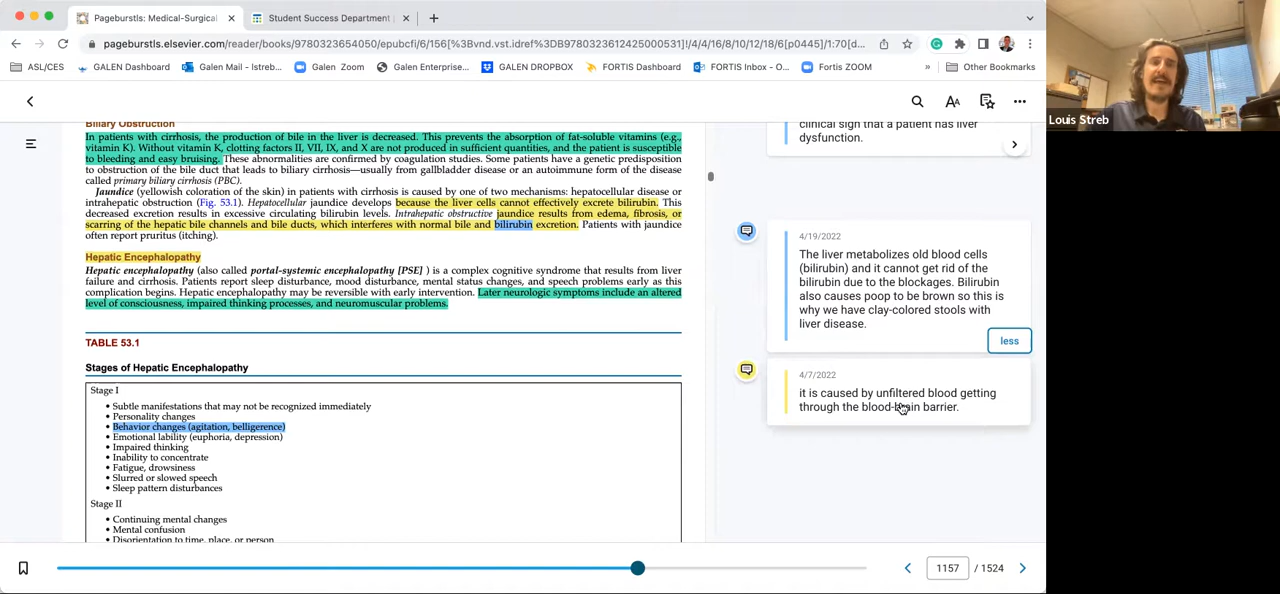 Pageburstls: Medical-Surgical
Student Success Department
pageburstls.elsevier.com/reader/books/9780323654050/epubcfi/6/156[%3Bvnd.vst.idref%3DB9780323612425000531]!/4/4/16/8/10/12/18/6[p0445]/1:70[d...
ASL/CES
GALEN Dashboard
Galen Mail - lstreb...
Galen Zoom
Galen Enterprise...
GALEN DROPBOX
FORTIS Dashboard
FORTIS Inbox - O...
Fortis ZOOM
»
Other Bookmarks
AA
Biliary Obstruction
In patients with cirrhosis, the production of bile in the liver is decreased. This prevents the absorption of fat-soluble vitamins (e.g.,
vitamin K). Without vitamin K, clotting factors II, VII, IX, and X are not produced in sufficient quantities, and the patient is susceptible
to bleeding and easy bruising. These abnormalities are confirmed by coagulation studies. Some patients have a genetic predisposition
to obstruction of the bile duct that leads to biliary cirrhosis—usually from gallbladder disease or an autoimmune form of the disease
called primary biliary cirrhosis (PBC).
Jaundice (yellowish coloration of the skin) in patients with cirrhosis is caused by one of two mechanisms: hepatocellular disease or
intrahepatic obstruction (Fig. 53.1). Hepatocellular jaundice develops because the liver cells cannot effectively excrete bilirubin. This
decreased excretion results in excessive circulating bilirubin levels. Intrahepatic obstructive jaundice results from edema, fibrosis, or
scarring of the hepatic bile channels and bile ducts, which interferes with normal bile and bilirubin excretion. Patients with jaundice
often report pruritus (itching).
Hepatic Encephalopathy
Hepatic encephalopathy (also called portal-systemic encephalopathy [PSE] ) is a complex cognitive syndrome that results from liver
failure and cirrhosis. Patients report sleep disturbance, mood disturbance, mental status changes, and speech problems early as this
complication begins. Hepatic encephalopathy may be reversible with early intervention. Later neurologic symptoms include an altered
level of consciousness, impaired thinking processes, and neuromuscular problems.
TABLE 53.1
Stages of Hepatic Encephalopathy
Stage I
• Subtle manifestations that may not be recognized immediately
• Personality changes
• Behavior changes (agitation, belligerence)
• Emotional lability (euphoria, depression)
• Impaired thinking
• Inability to concentrate
• Fatigue, drowsiness
• Slurred or slowed speech
• Sleep pattern disturbances
Stage II
• Continuing mental changes
• Mental confusion
• Disorientation to time, place, or person
clinical sign that a patient has liver
dysfunction.
4/19/2022
The liver metabolizes old blood cells
(bilirubin) and it cannot get rid of the
bilirubin due to the blockages. Bilirubin
also causes poop to be brown so this is
why we have clay-colored stools with
liver disease.
less
4/7/2022
it is caused by unfiltered blood getting
through the blood-brain barrier.
1157 / 1524
Louis Streb